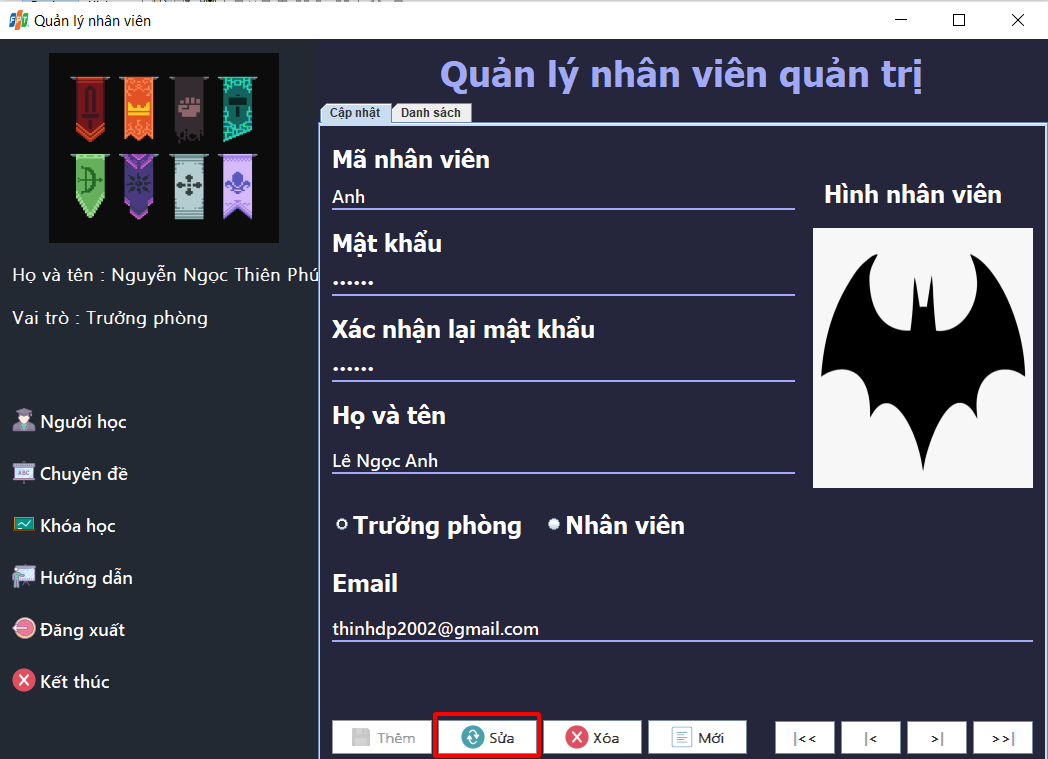 FPT Quản lý nhân viên
Quản lý nhân viên quản trị
Họ và tên : Nguyễn Ngọc Thiên Phú
Vai trò : Trưởng phòng
Người học
ABC Chuyên đề
Khóa học
Hướng dẫn
Đăng xuất
Kết thúc
Cập nhật Danh sách
Mã nhân viên
Anh
Mật khẩu
••••••
Xác nhận lại mật khẩu
••••••
Họ và tên
Lê Ngọc Anh
Trưởng phòng Nhân viên
Email
thinhdp2002@gmail.com
Hình nhân viên
Thêm Sửa Xóa Mới |<< |< >| >>|